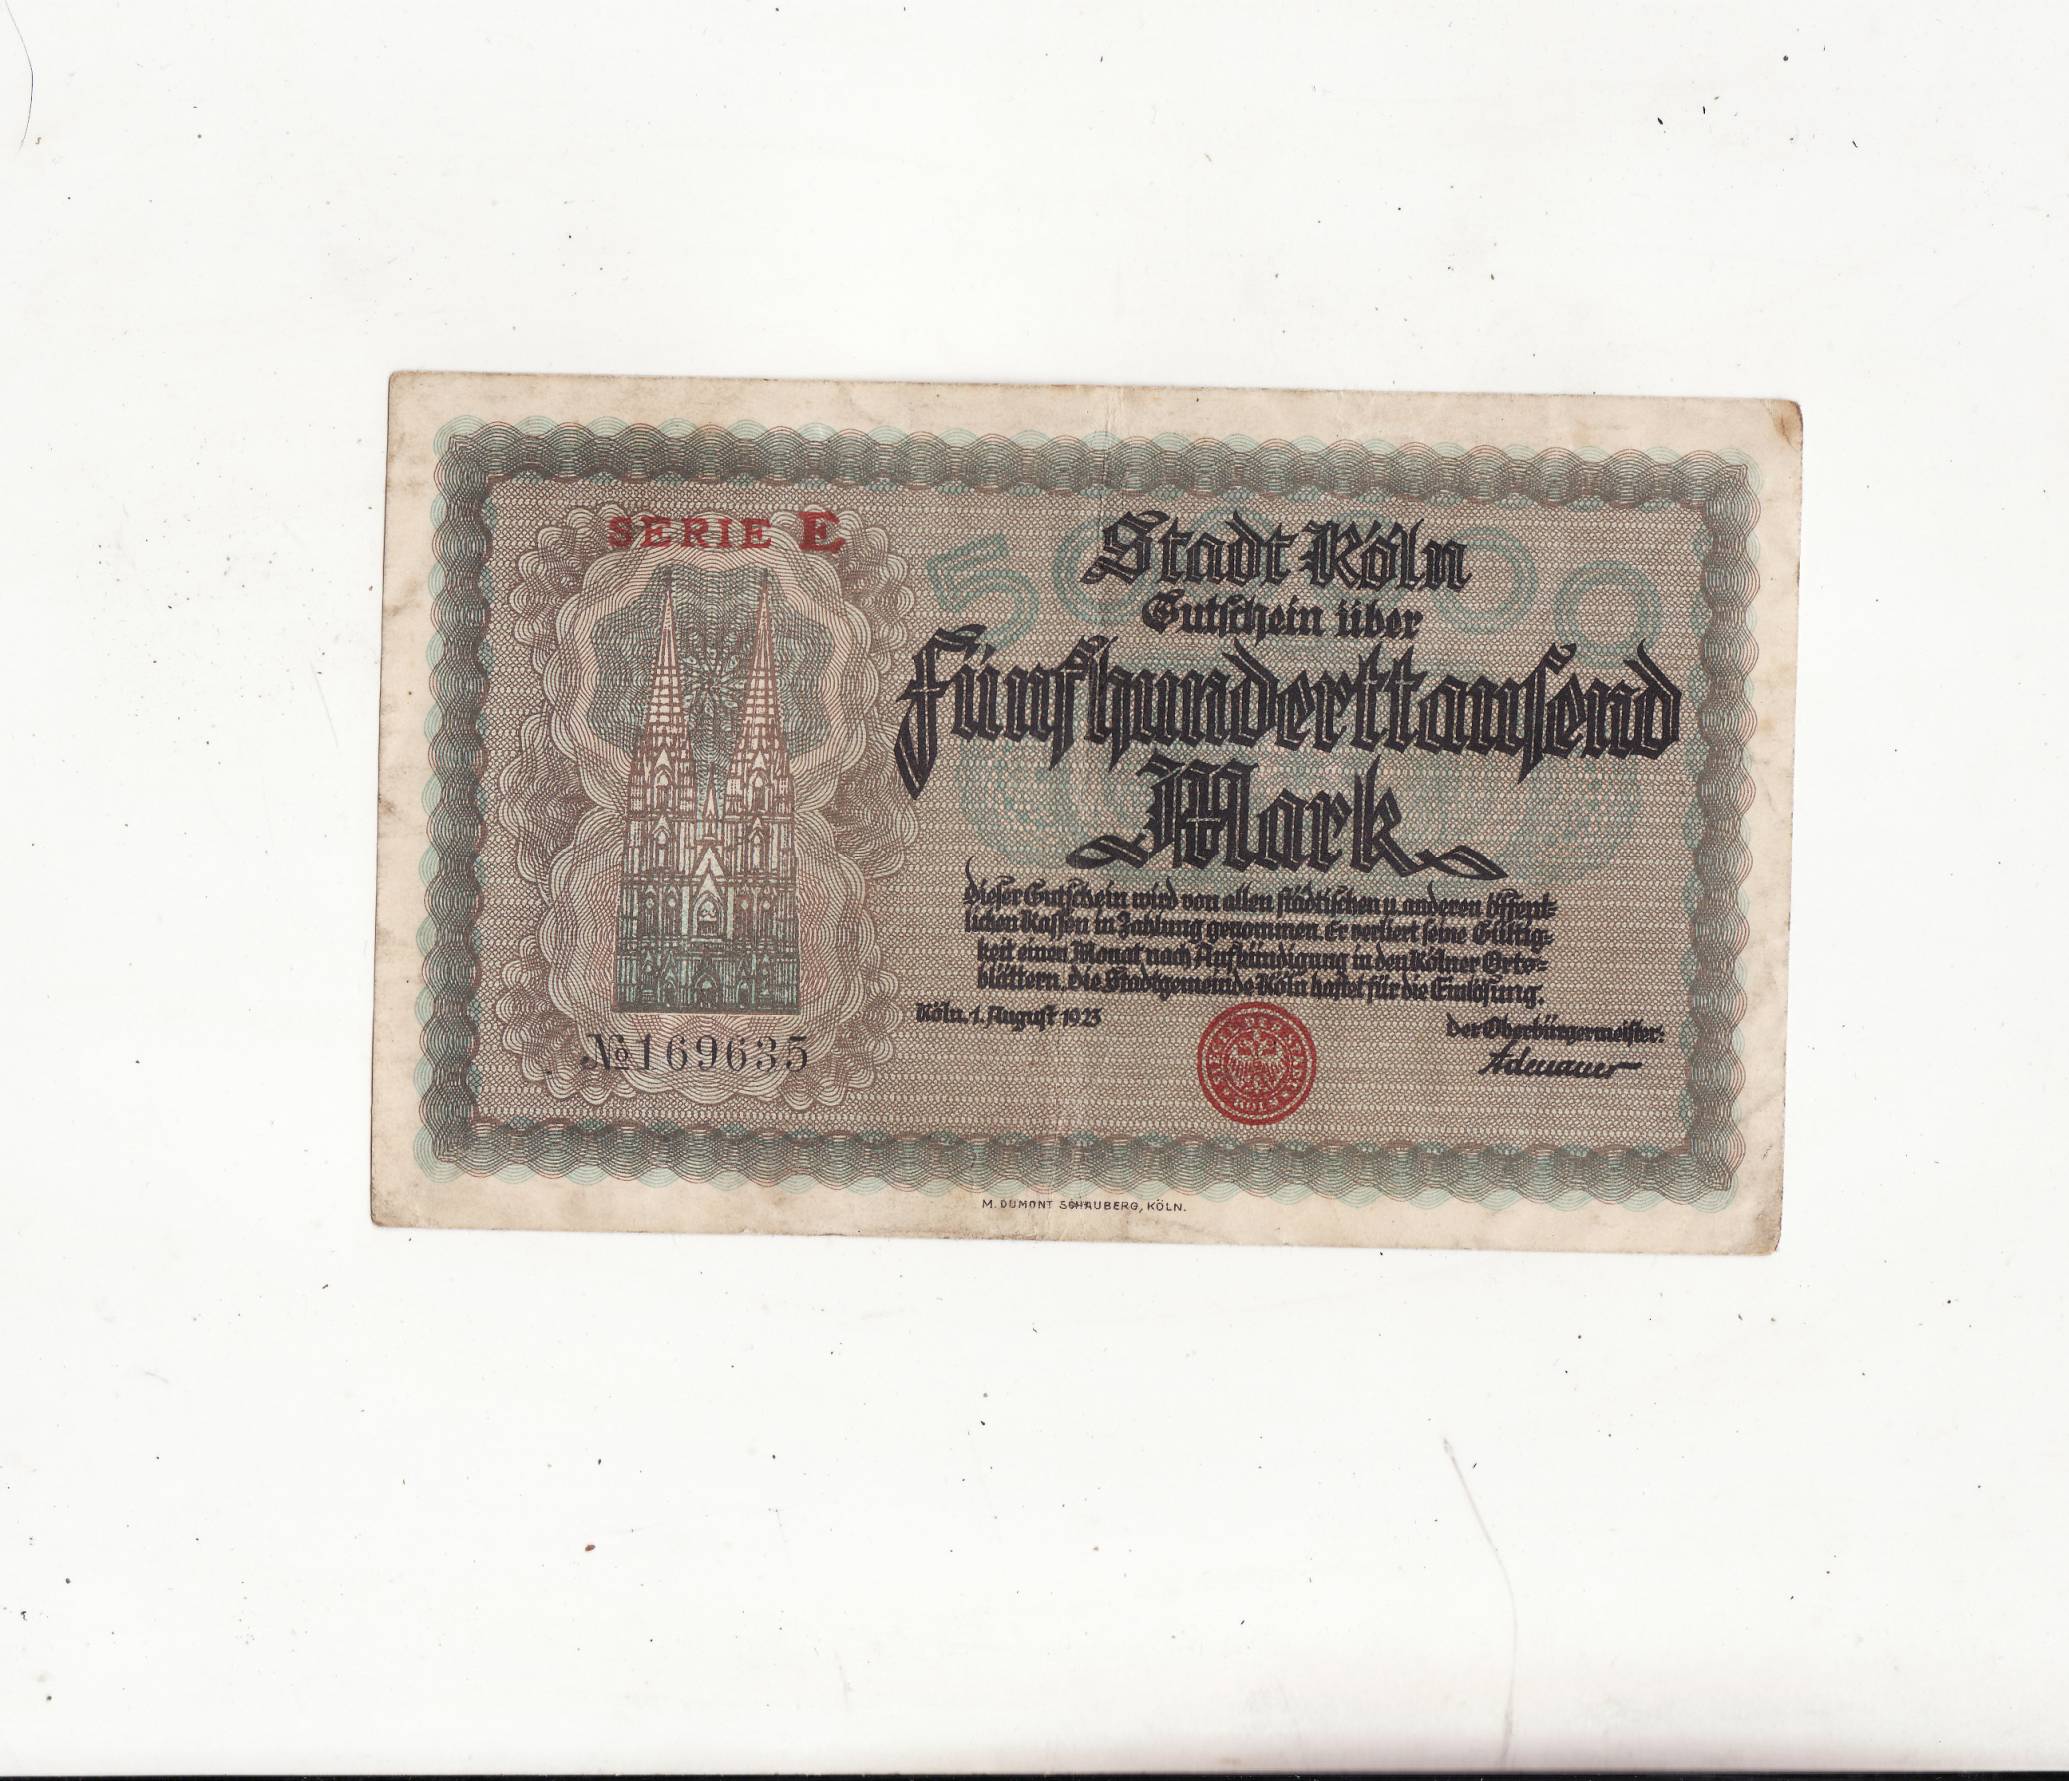 SERIE E
Stadt Köln
Gutschein über
Fünfhunderttausend
Mark
Dieser Gutschein wird von allen städtischen u. anderen öffent=
lichen Kassen in Zahlung genommen. Er verliert seine Gültig=
keit einen Monat nach Aufkündigung in den Kölner Orts=
blättern. Die Stadtgemeinde Köln haftet für die Einlösung.
Köln, 1. August 1923
Der Oberbürgermeister:
Adenauer
№ 169635
M. DUMONT SCHAUBERG, KÖLN.